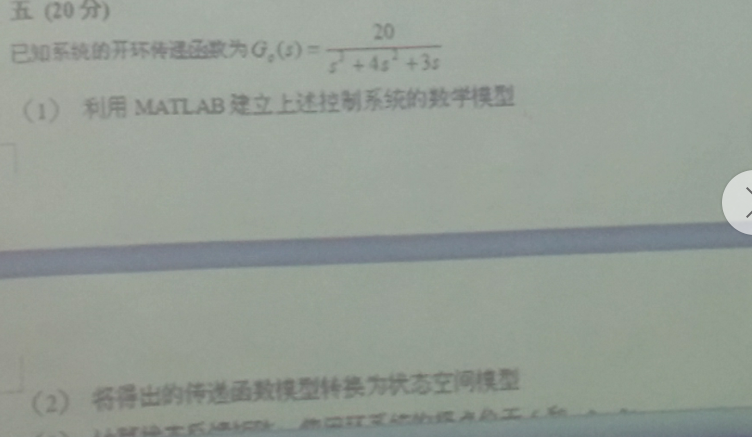 五 (20分)
已知系统的开环传递函数为 G₀(s) = 20 / (s³ + 4s² + 3s)
（1） 利用 MATLAB 建立上述控制系统的数学模型
（2） 将得出的传递函数模型转换为状态空间模型